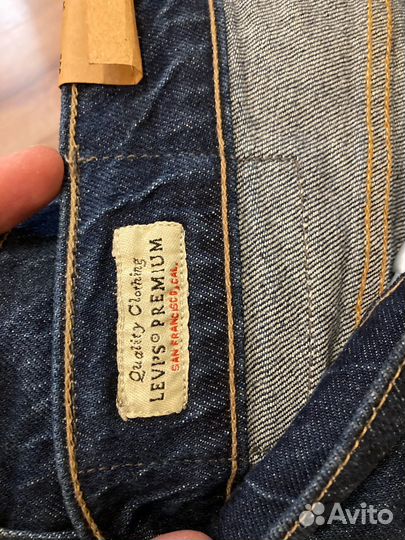 Quality Clothing
LEVI'S® PREMIUM
SAN FRANCISCO, CAL.
Avito